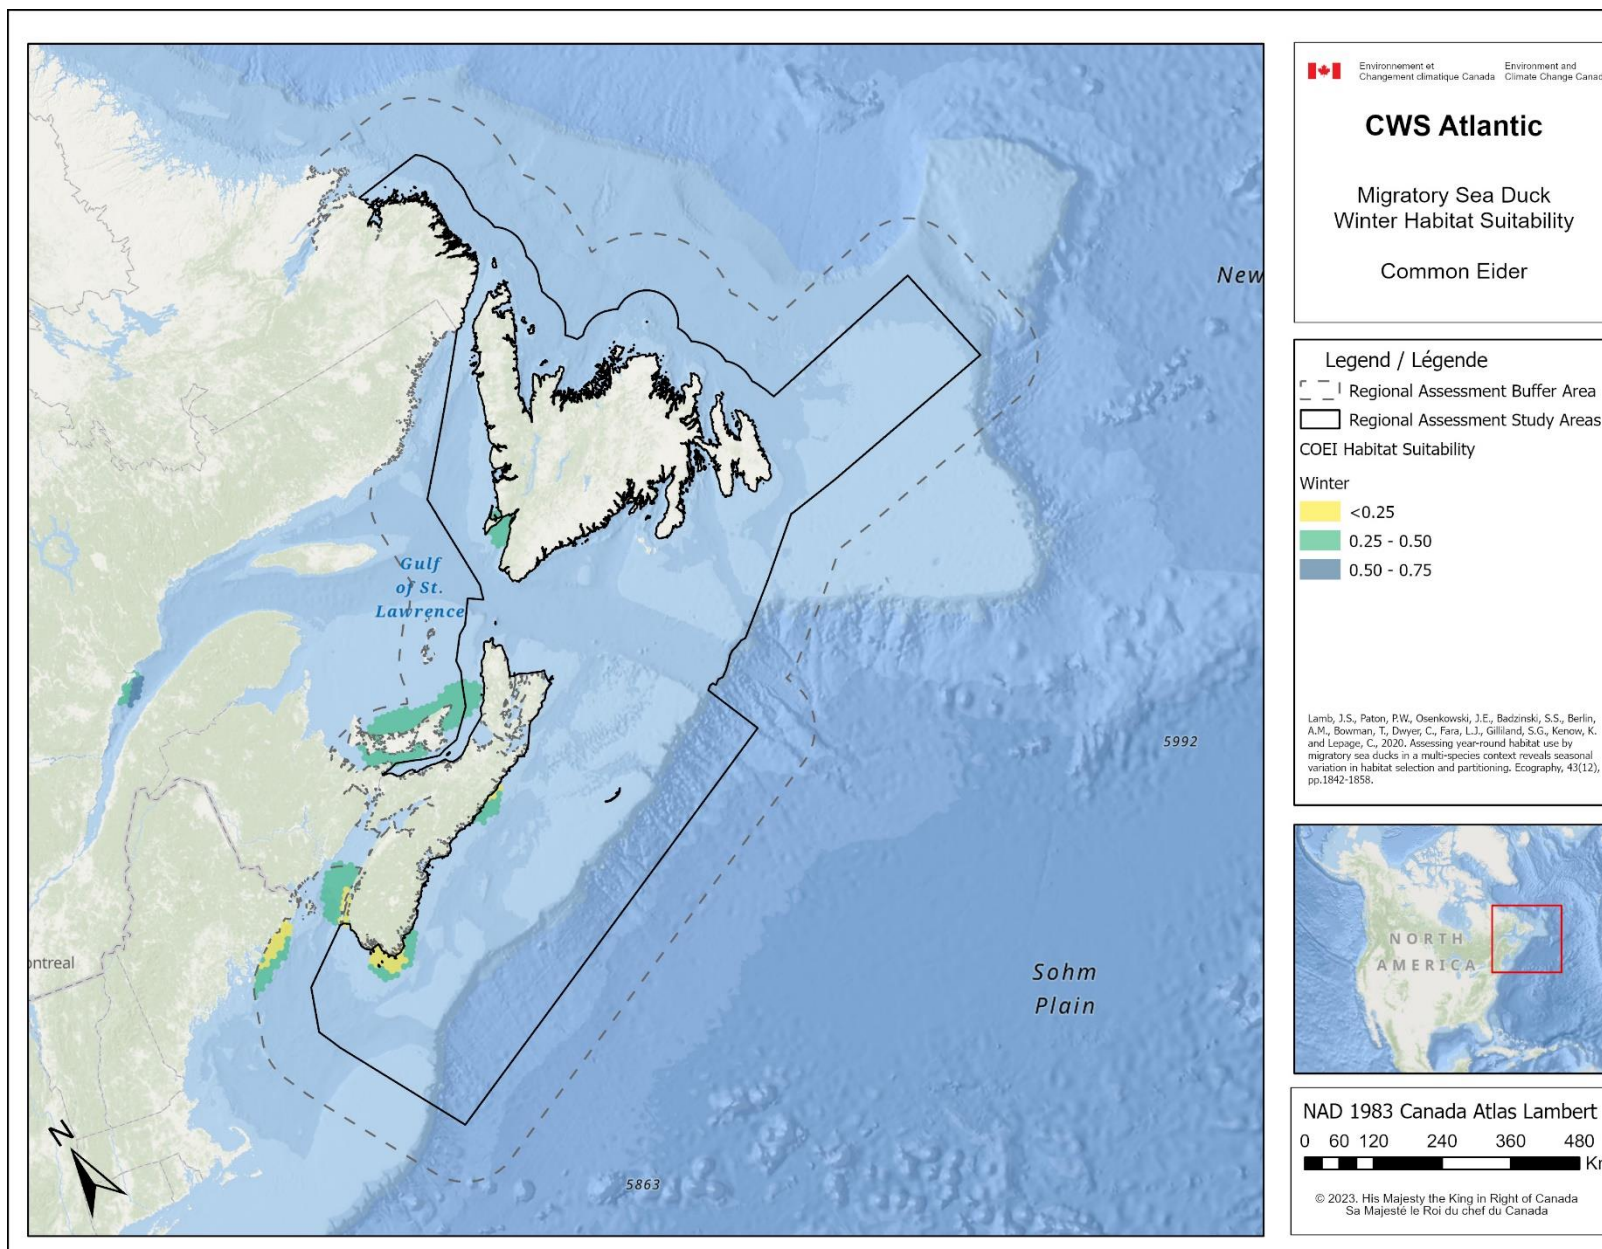 Environnement et
Changement climatique Canada
Environment and
Climate Change Canad
CWS Atlantic
Migratory Sea Duck
Winter Habitat Suitability
Common Eider
Legend / Légende
Regional Assessment Buffer Area
Regional Assessment Study Areas
COEI Habitat Suitability
Winter
<0.25
0.25 - 0.50
0.50 - 0.75
Lamb, J.S., Paton, P.W., Osenkowski, J.E., Badzinski, S.S., Berlin,
A.M., Bowman, T., Dwyer, C., Fara, L.J., Gilliland, S.G., Kenow, K.
and Lepage, C., 2020. Assessing year-round habitat use by
migratory sea ducks in a multi-species context reveals seasonal
variation in habitat selection and partitioning. Ecography, 43(12),
pp.1842-1858.
NORTH
AMERICA
NAD 1983 Canada Atlas Lambert
0 60 120 240 360 480
Km
© 2023. His Majesty the King in Right of Canada
Sa Majesté le Roi du chef du Canada
New
Gulf
of St.
Lawrence
5992
ontreal
Sohm
Plain
5863
N